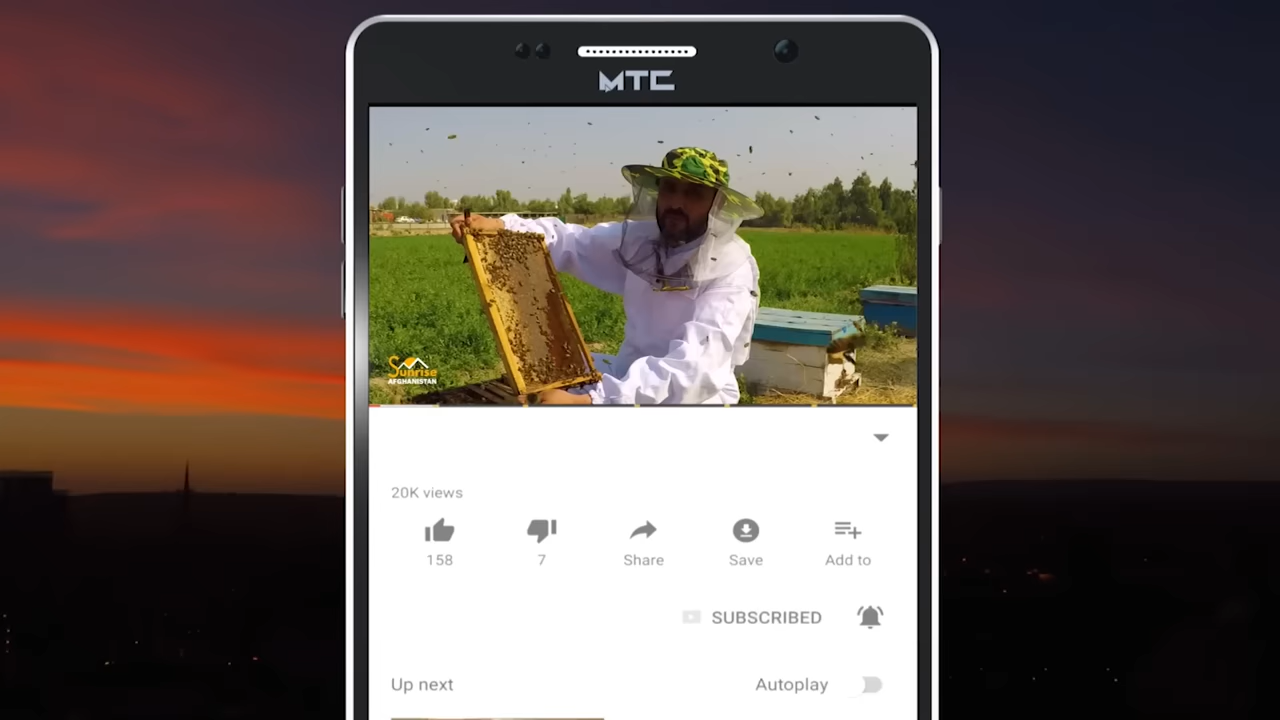 MTC
Sunrise
AFGHANISTAN
20K views
158
7
Share
Save
Add to
SUBSCRIBED
Up next
Autoplay